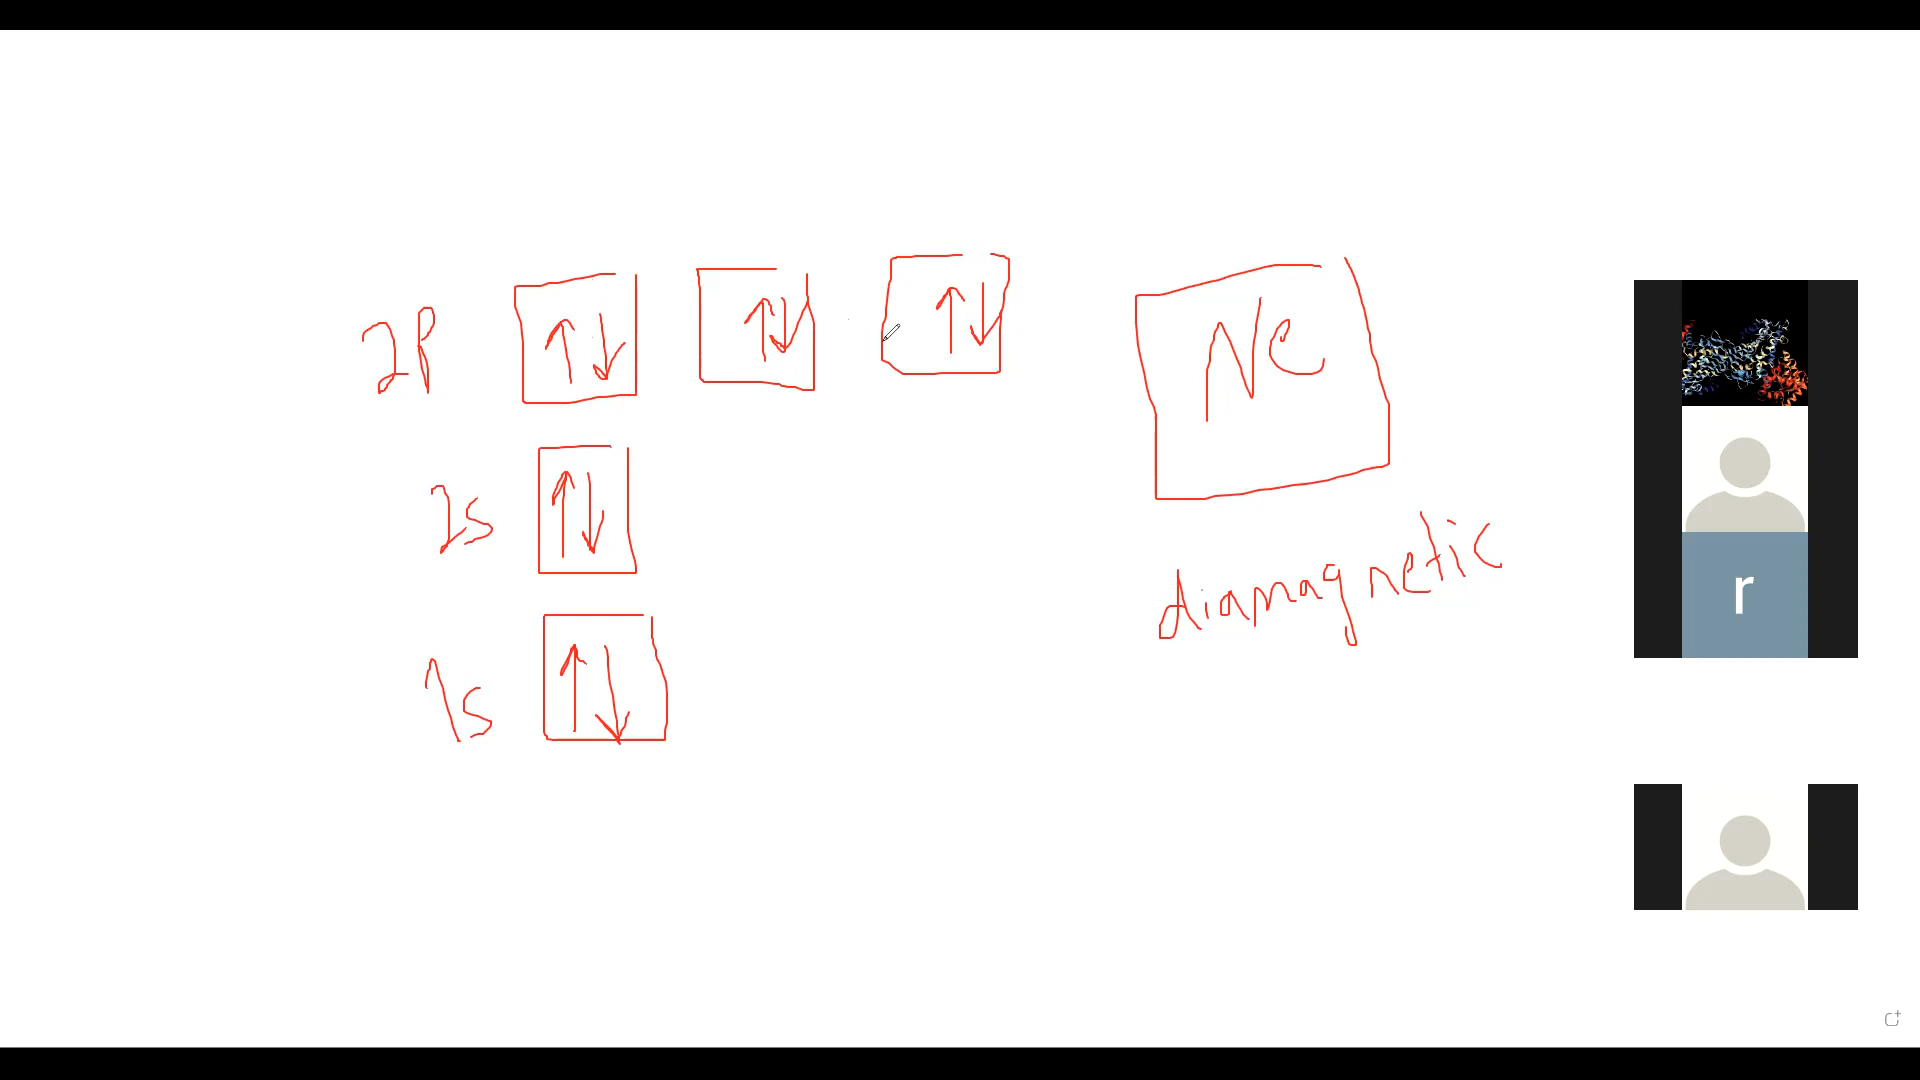 2P ↑↓ ↑↓ ↑↓
Ne
2s ↑↓
diamagnetic
1s ↑↓
r